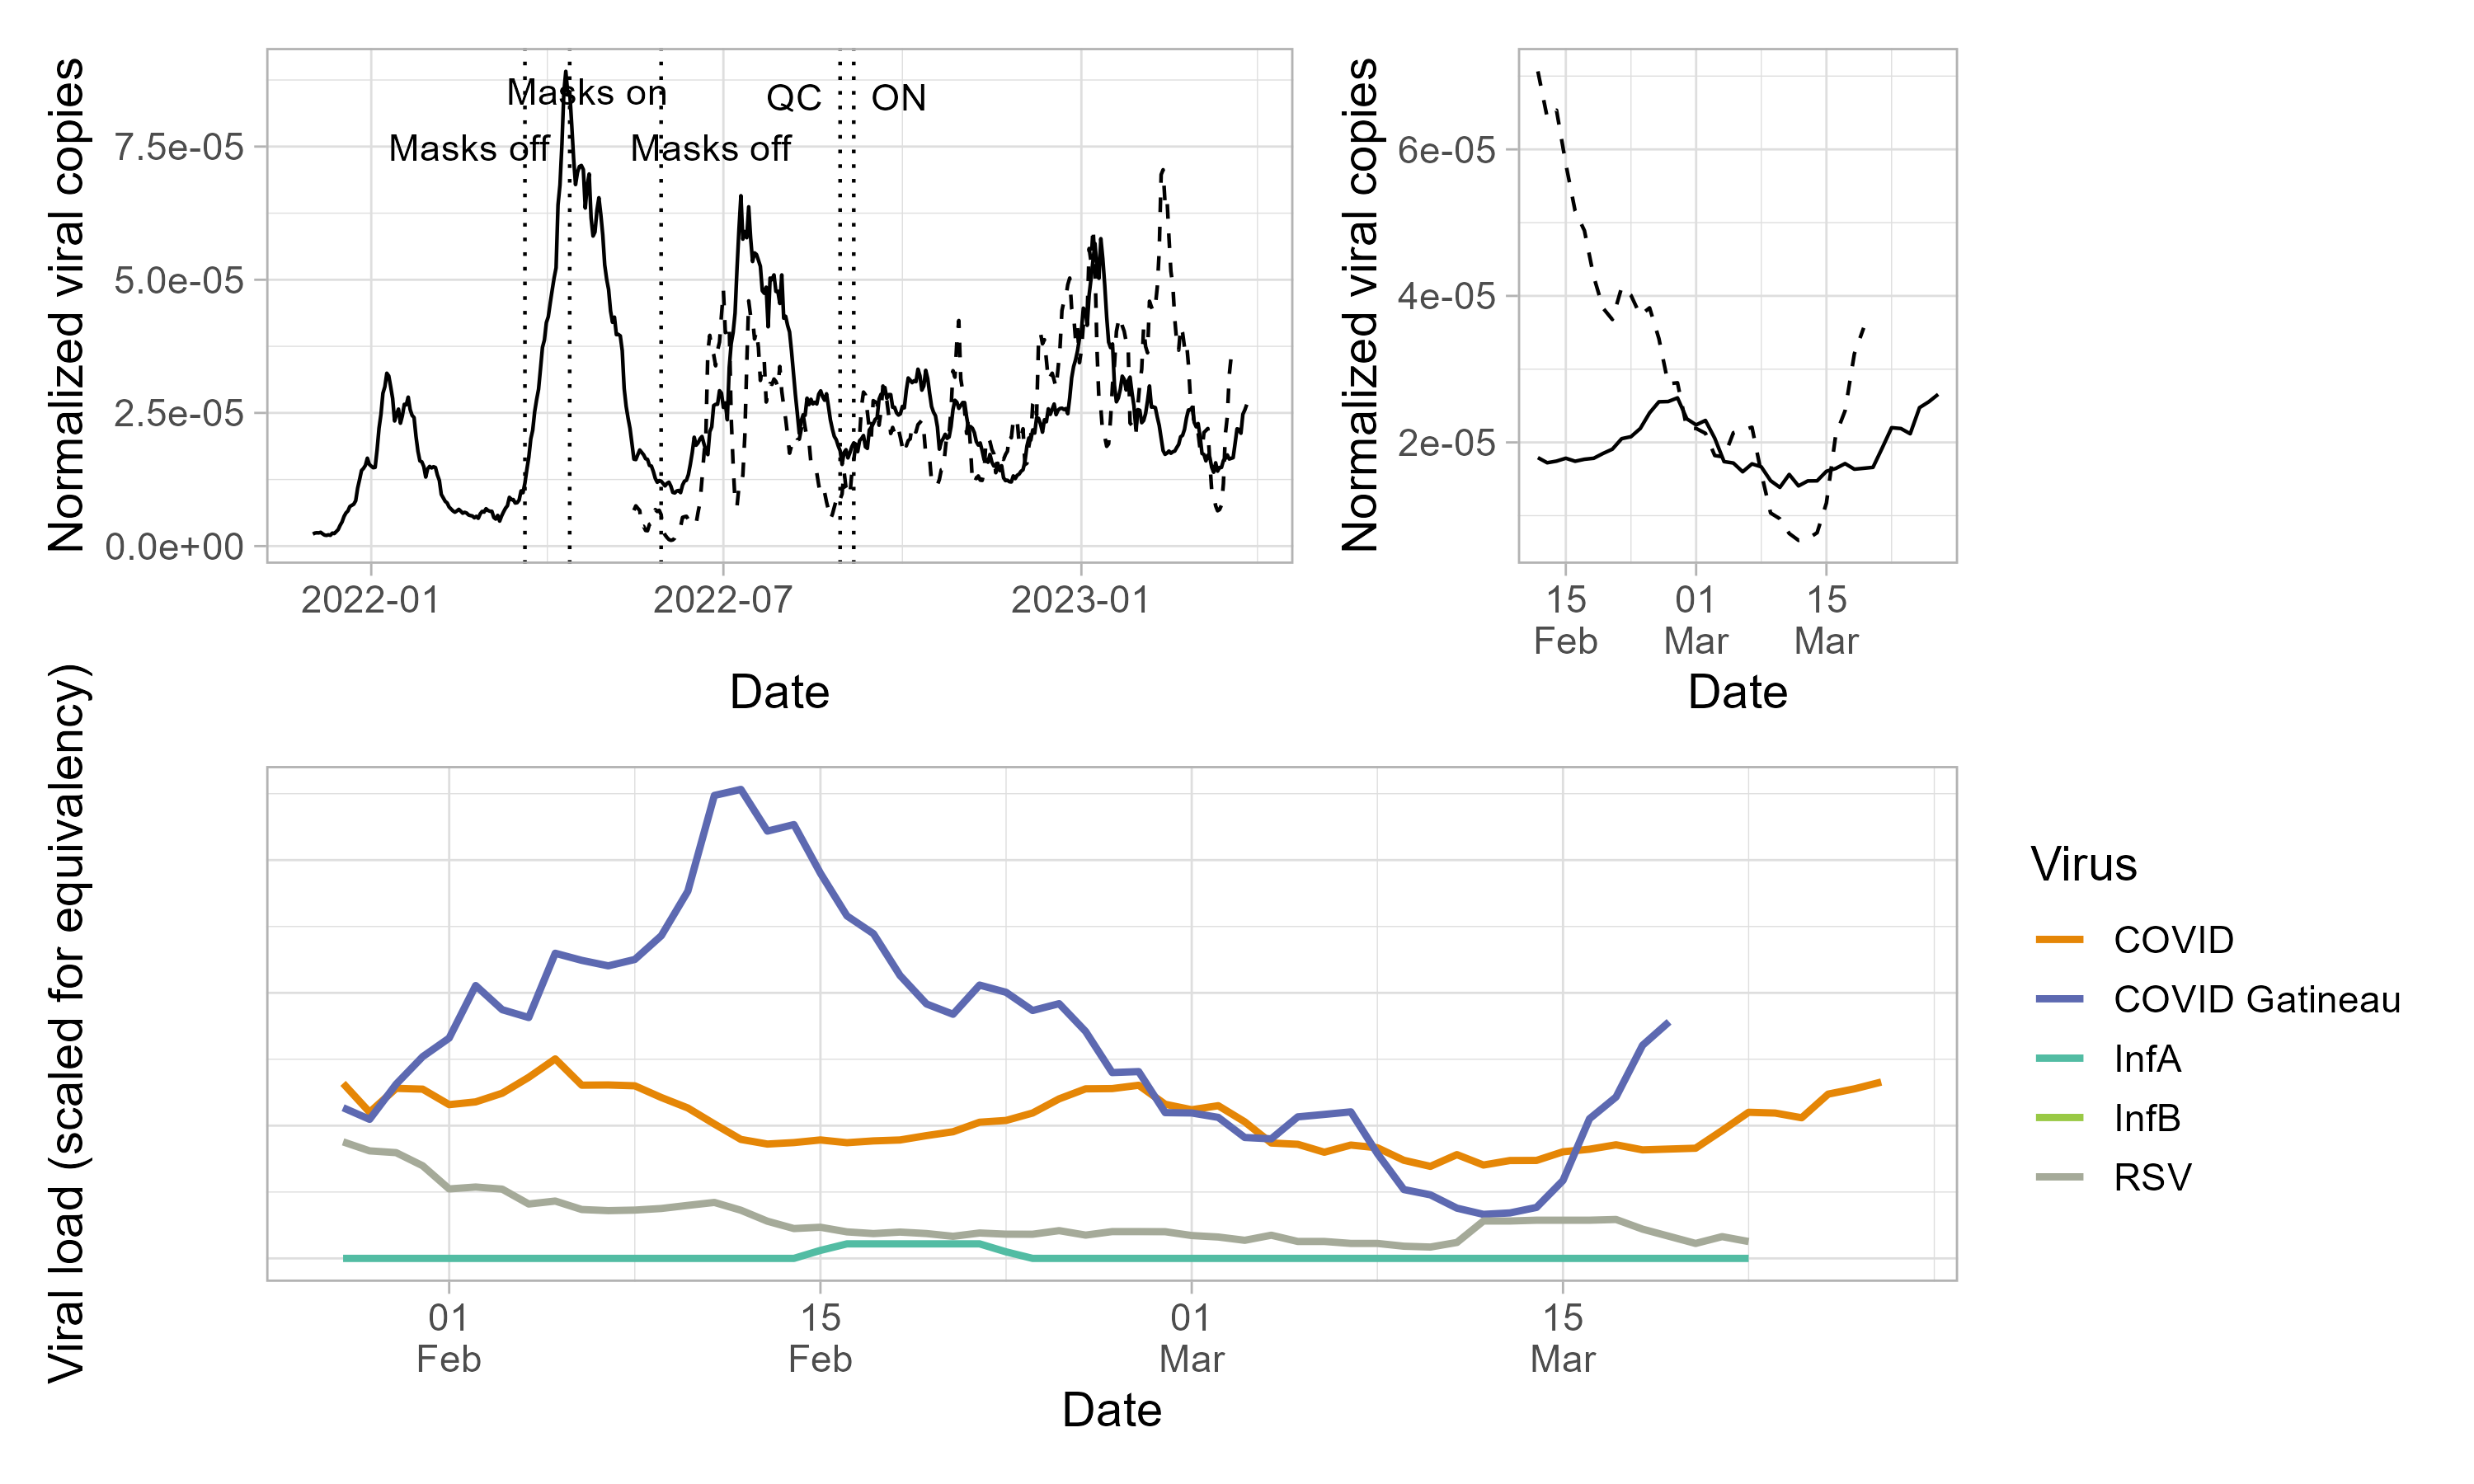 Normalized viral copies
7.5e-05
5.0e-05
2.5e-05
0.0e+00
Masks off
Masks on
Masks off
QC
ON
2022-01
2022-07
2023-01
Date
Normalized viral copies
6e-05
4e-05
2e-05
15 01 15
Feb Mar Mar
Date
Viral load (scaled for equivalency)
01 15 01 15
Feb Feb Mar Mar
Date
Virus
COVID
COVID Gatineau
InfA
InfB
RSV